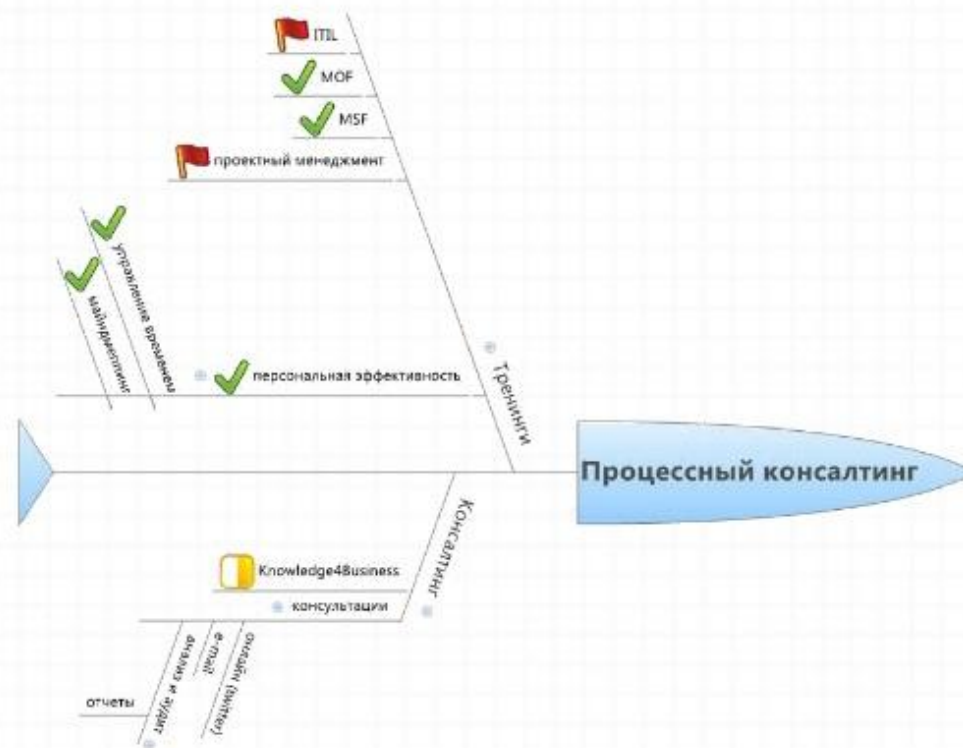 ITIL
MOF
MSF
проектный менеджмент
управление временем
майндмеппинг
персональная эффективность
Тренинги
Процессный консалтинг
Консалтинг
Knowledge4Business
консультации
онлайн (twitter)
e-mail
анализ и аудит
отчеты